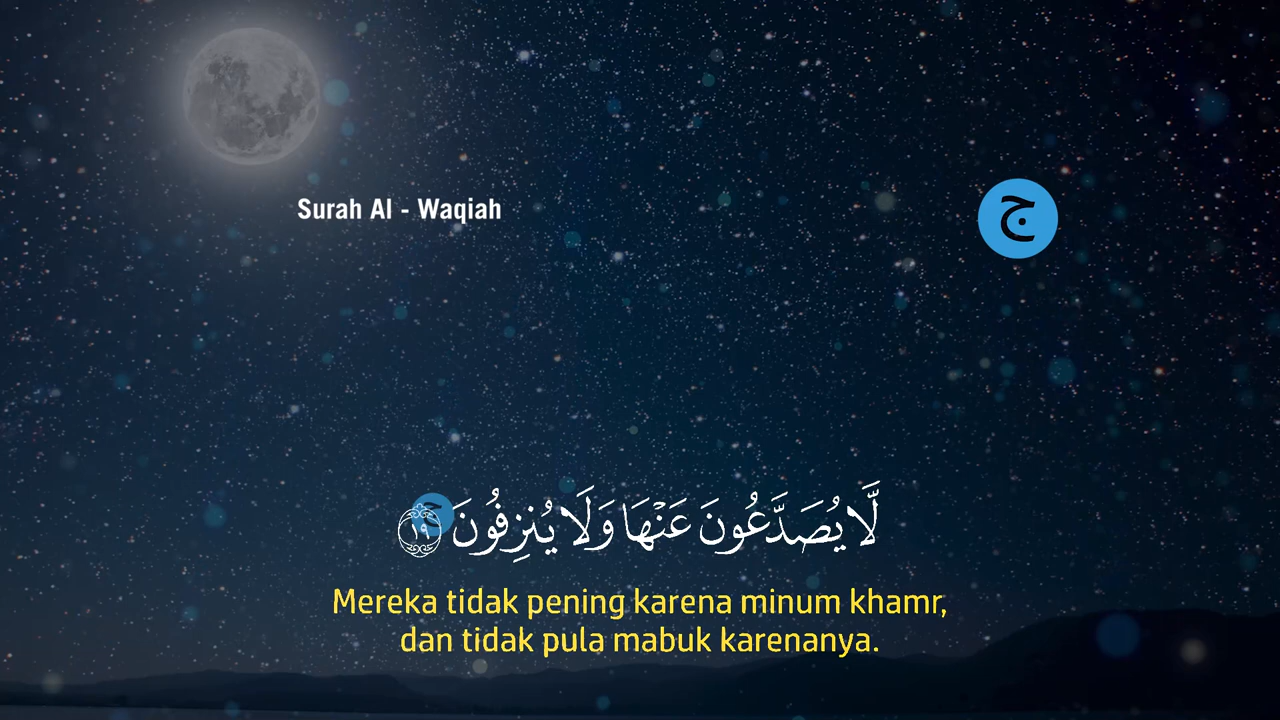 Surah Al - Waqiah
ج
لَّا يُصَدَّعُونَ عَنْهَا وَلَا يُنزِفُونَ ١٩
Mereka tidak pening karena minum khamr,
dan tidak pula mabuk karenanya.